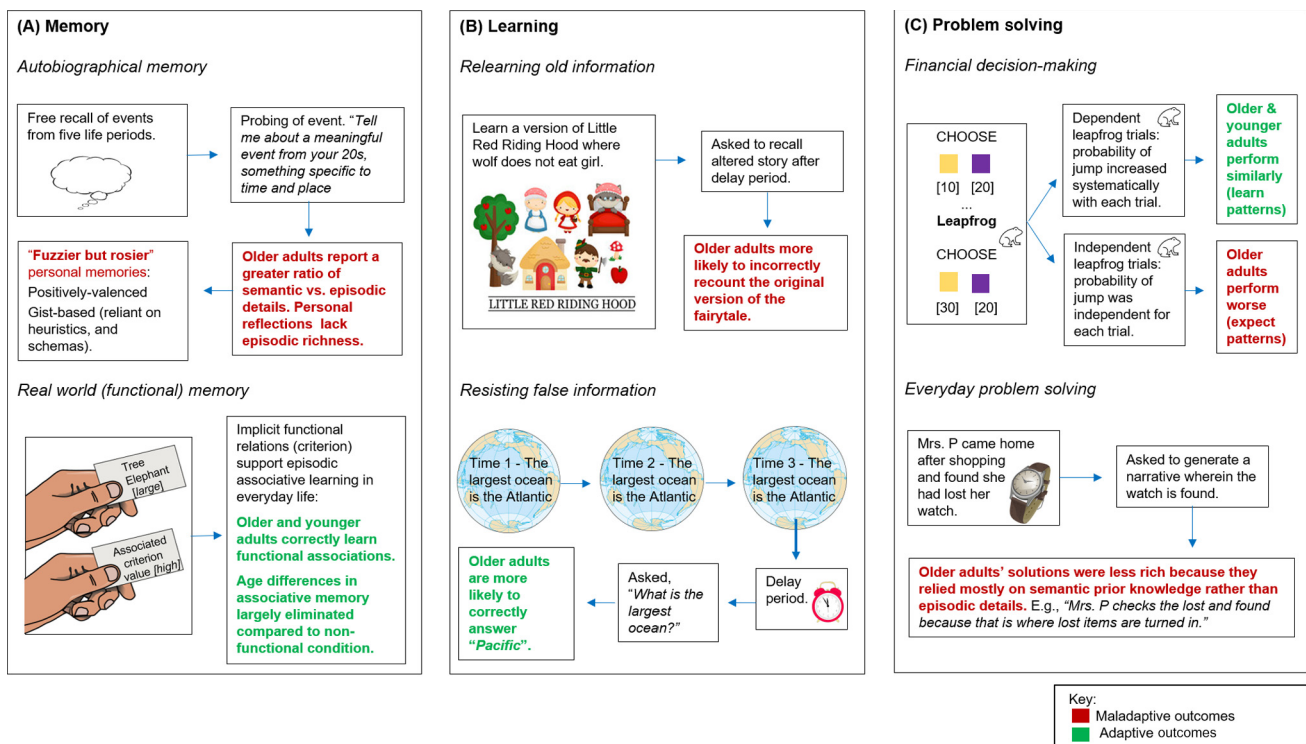 (A) Memory
Autobiographical memory
Free recall of events
from five life periods.
Probing of event. “Tell
me about a meaningful
event from your 20s,
something specific to
time and place
“Fuzzier but rosier”
personal memories:
Positively-valenced
Gist-based (reliant on
heuristics, and
schemas).
Older adults report a
greater ratio of
semantic vs. episodic
details. Personal
reflections lack
episodic richness.
Real world (functional) memory
Tree
Elephant
[large]
Associated
criterion
value [high]
Implicit functional
relations (criterion)
support episodic
associative learning in
everyday life:
Older and younger
adults correctly learn
functional associations.
Age differences in
associative memory
largely eliminated
compared to non-
functional condition.
(B) Learning
Relearning old information
Learn a version of Little
Red Riding Hood where
wolf does not eat girl.
LITTLE RED RIDING HOOD
Asked to recall
altered story after
delay period.
Older adults more
likely to incorrectly
recount the original
version of the
fairytale.
Resisting false information
Time 1 - The
largest ocean
is the Atlantic
Time 2 - The
largest ocean
is the Atlantic
Time 3 - The
largest ocean
is the Atlantic
Older adults
are more
likely to
correctly
answer
“Pacific”.
Asked,
“What is the
largest
ocean?”
Delay
period.
(C) Problem solving
Financial decision-making
CHOOSE
[10] [20]
...
Leapfrog
CHOOSE
[30] [20]
Dependent
leapfrog trials:
probability of
jump increased
systematically
with each trial.
Older &
younger
adults
perform
similarly
(learn
patterns)
Independent
leapfrog trials:
probability of
jump was
independent for
each trial.
Older
adults
perform
worse
(expect
patterns)
Everyday problem solving
Mrs. P came home
after shopping
and found she
had lost her
watch.
Asked to generate a
narrative wherein the
watch is found.
Older adults’ solutions were less rich because they
relied mostly on semantic prior knowledge rather than
episodic details. E.g., “Mrs. P checks the lost and found
because that is where lost items are turned in.”
Key:
Maladaptive outcomes
Adaptive outcomes